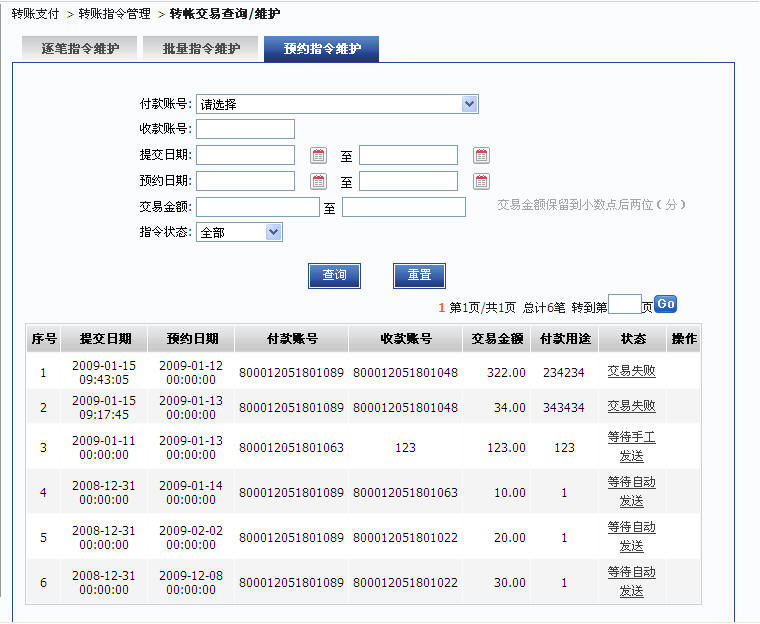 转账支付 > 转账指令管理 > 转帐交易查询/维护
逐笔指令维护 批量指令维护 预约指令维护
付款账号: 请选择
收款账号:
提交日期: 至
预约日期: 至
交易金额: 至 交易金额保留到小数点后两位（分）
指令状态: 全部
查询 重置
1 第1页/共1页 总计6笔 转到第 页 Go
序号 提交日期 预约日期 付款账号 收款账号 交易金额 付款用途 状态 操作
1 2009-01-15 09:43:05 2009-01-12 00:00:00 800012051801089 800012051801048 322.00 234234 交易失败
2 2009-01-15 09:17:45 2009-01-13 00:00:00 800012051801089 800012051801048 34.00 343434 交易失败
3 2009-01-11 00:00:00 2009-01-13 00:00:00 800012051801063 123 123.00 123 等待手工发送
4 2008-12-31 00:00:00 2009-01-14 00:00:00 800012051801089 800012051801063 10.00 1 等待自动发送
5 2008-12-31 00:00:00 2009-02-02 00:00:00 800012051801089 800012051801022 20.00 1 等待自动发送
6 2008-12-31 00:00:00 2009-12-08 00:00:00 800012051801089 800012051801022 30.00 1 等待自动发送